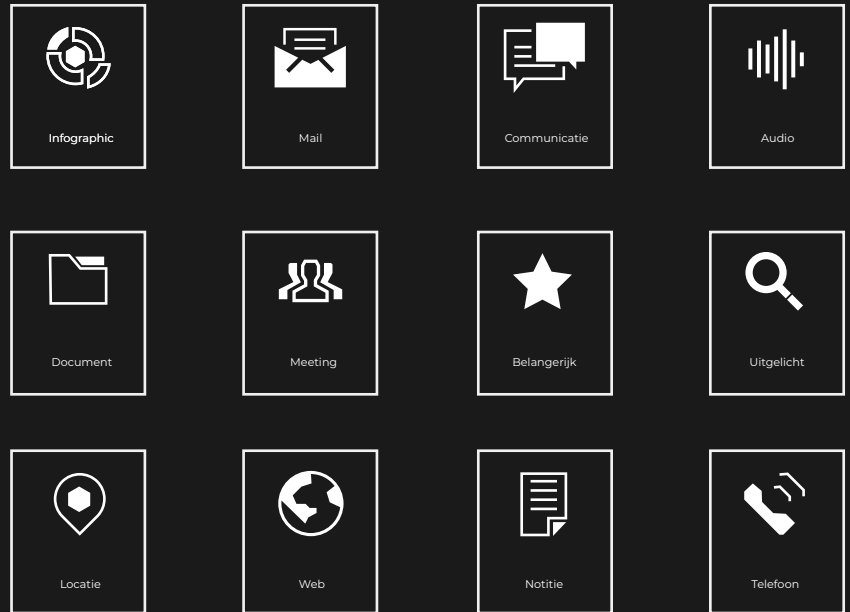 Infographic
Mail
Communicatie
Audio
Document
Meeting
Belangerijk
Uitgelicht
Locatie
Web
Notitie
Telefoon